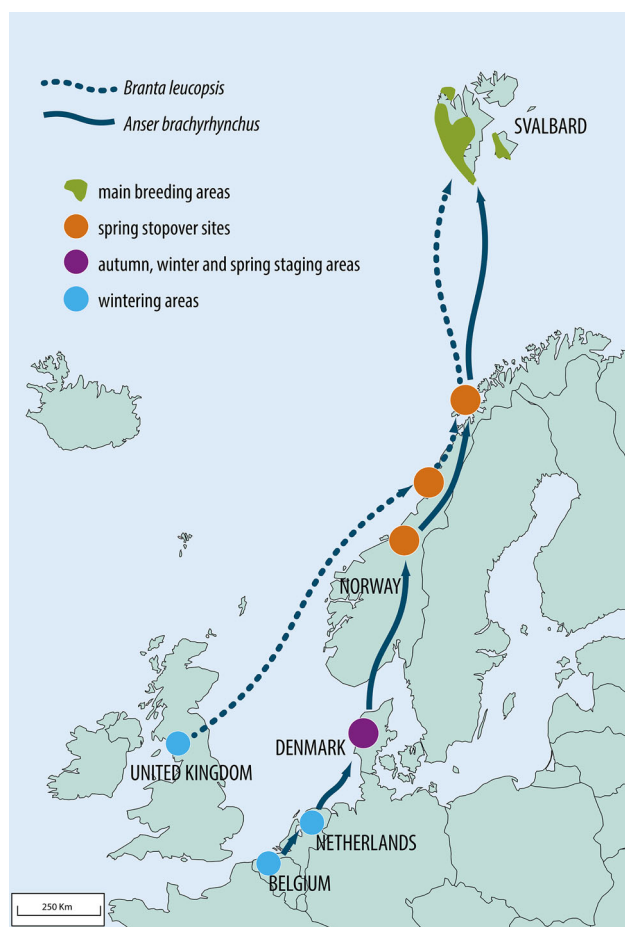 Branta leucopsis
Anser brachyrhynchus
SVALBARD
main breeding areas
spring stopover sites
autumn, winter and spring staging areas
wintering areas
NORWAY
DENMARK
UNITED KINGDOM
NETHERLANDS
BELGIUM
250 Km